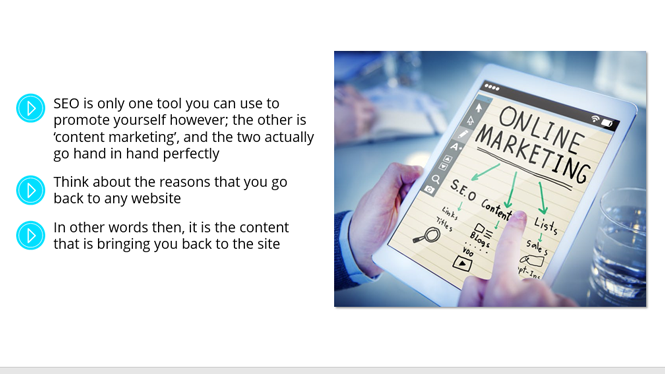 SEO is only one tool you can use to
promote yourself however; the other is
‘content marketing’, and the two actually
go hand in hand perfectly
Think about the reasons that you go
back to any website
In other words then, it is the content
that is bringing you back to the site
ONLINE
MARKETING
S.E.O Content Lists
Links
Titles
Blogs
Sales